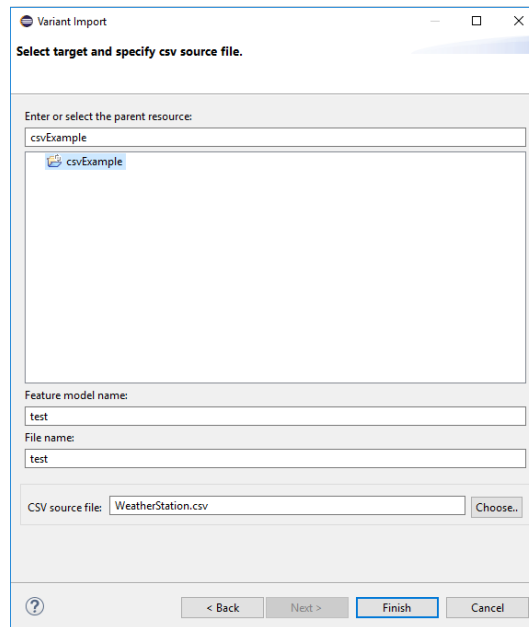 Variant Import
Select target and specify csv source file.
Enter or select the parent resource:
csvExample
csvExample
Feature model name:
test
File name:
test
CSV source file: WeatherStation.csv Choose..
? < Back Next > Finish Cancel